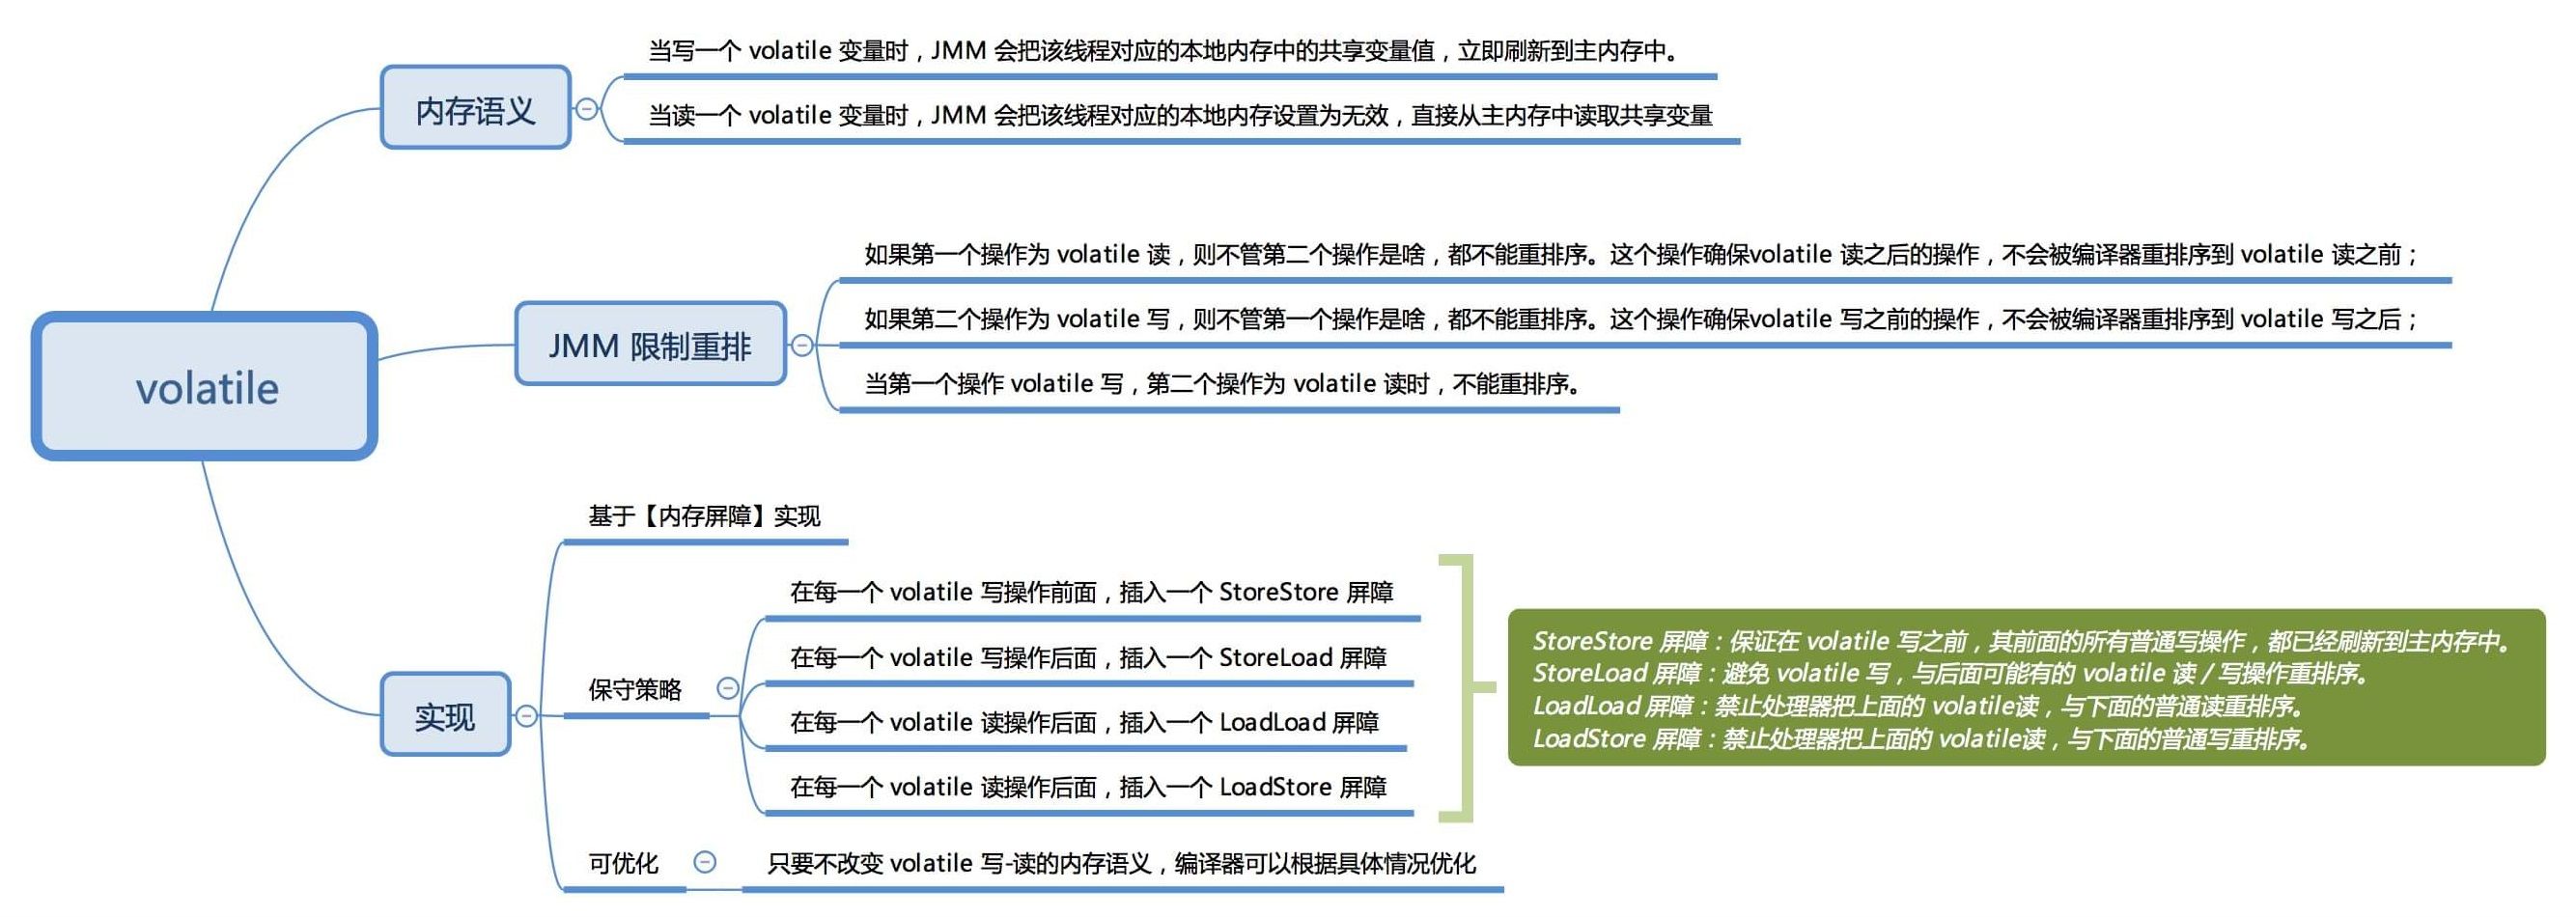 volatile
内存语义
当写一个 volatile 变量时，JMM 会把该线程对应的本地内存中的共享变量值，立即刷新到主内存中。
当读一个 volatile 变量时，JMM 会把该线程对应的本地内存设置为无效，直接从主内存中读取共享变量
JMM 限制重排
如果第一个操作为 volatile 读，则不管第二个操作是啥，都不能重排序。这个操作确保volatile 读之后的操作，不会被编译器重排序到 volatile 读之前；
如果第二个操作为 volatile 写，则不管第一个操作是啥，都不能重排序。这个操作确保volatile 写之前的操作，不会被编译器重排序到 volatile 写之后；
当第一个操作 volatile 写，第二个操作为 volatile 读时，不能重排序。
实现
基于【内存屏障】实现
保守策略
在每一个 volatile 写操作前面，插入一个 StoreStore 屏障
在每一个 volatile 写操作后面，插入一个 StoreLoad 屏障
在每一个 volatile 读操作后面，插入一个 LoadLoad 屏障
在每一个 volatile 读操作后面，插入一个 LoadStore 屏障
StoreStore 屏障：保证在 volatile 写之前，其前面的所有普通写操作，都已经刷新到主内存中。
StoreLoad 屏障：避免 volatile 写，与后面可能有的 volatile 读 / 写操作重排序。
LoadLoad 屏障：禁止处理器把上面的 volatile读，与下面的普通读重排序。
LoadStore 屏障：禁止处理器把上面的 volatile读，与下面的普通写重排序。
可优化
只要不改变 volatile 写-读的内存语义，编译器可以根据具体情况优化